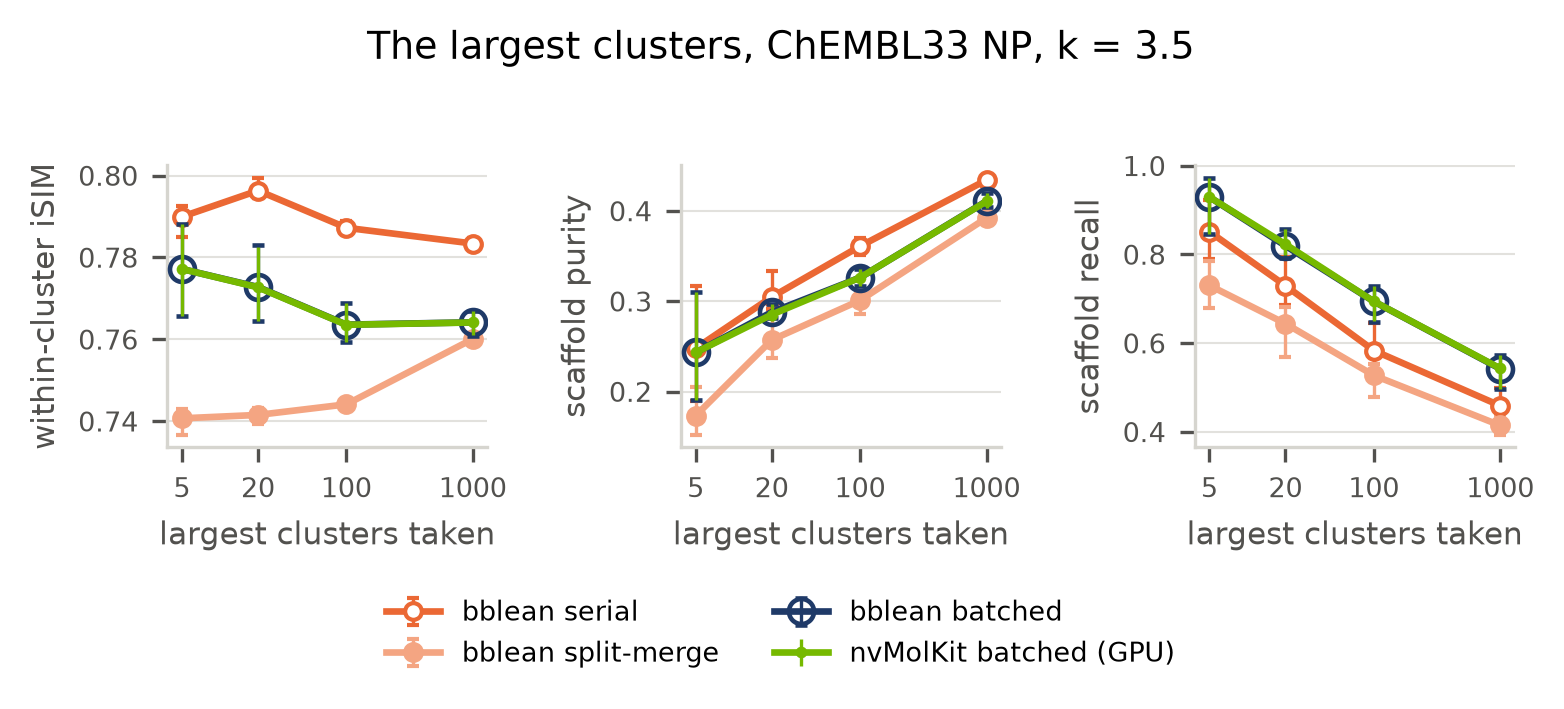 The largest clusters, ChEMBL33 NP, k = 3.5
within-cluster iSIM
0.80
0.78
0.76
0.74
5 20 100 1000
largest clusters taken
scaffold purity
0.4
0.3
0.2
5 20 100 1000
largest clusters taken
scaffold recall
1.0
0.8
0.6
0.4
5 20 100 1000
largest clusters taken
bblean serial
bblean split-merge
bblean batched
nvMolKit batched (GPU)